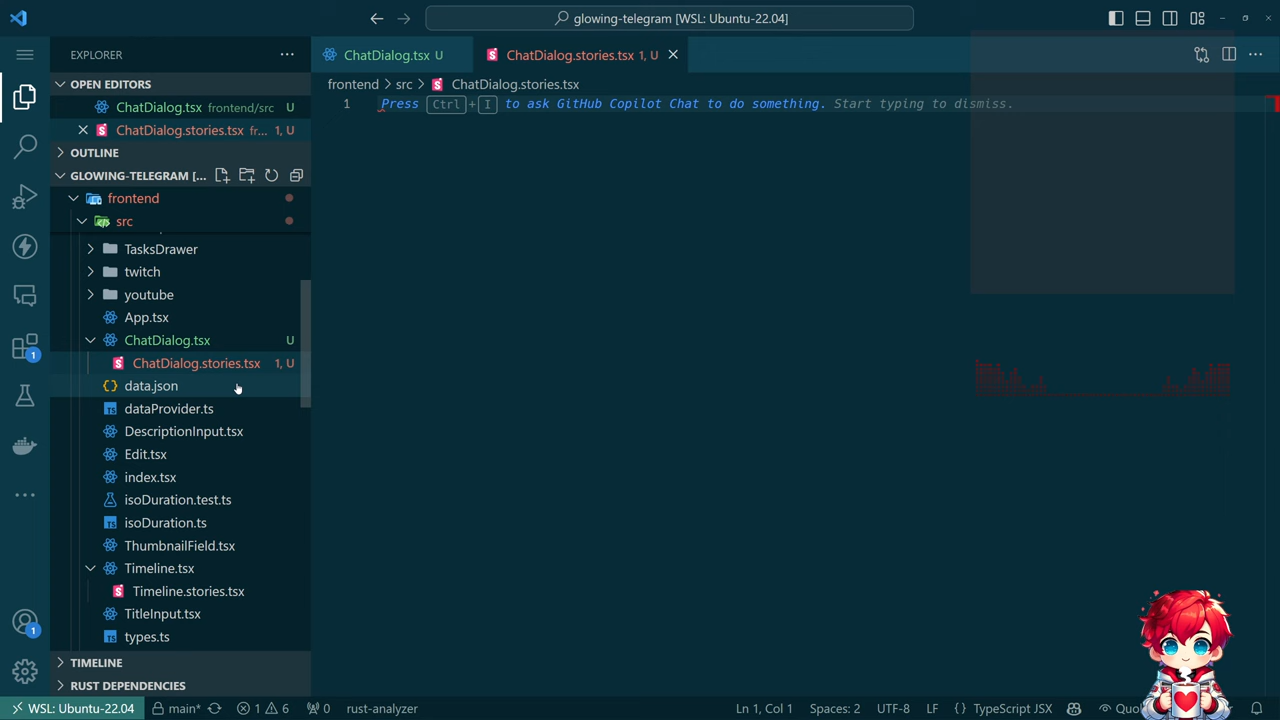 glowing-telegram [WSL: Ubuntu-22.04]
EXPLORER
ChatDialog.tsx U
ChatDialog.stories.tsx 1, U
OPEN EDITORS
frontend src ChatDialog.stories.tsx
ChatDialog.tsx frontend/src U
1 Press Ctrl+I to ask GitHub Copilot Chat to do something. Start typing to dismiss.
ChatDialog.stories.tsx fr... 1, U
OUTLINE
GLOWING-TELEGRAM [...
frontend
src
TasksDrawer
twitch
youtube
App.tsx
ChatDialog.tsx U
ChatDialog.stories.tsx 1, U
data.json
dataProvider.ts
DescriptionInput.tsx
Edit.tsx
index.tsx
isoDuration.test.ts
isoDuration.ts
ThumbnailField.tsx
Timeline.tsx
Timeline.stories.tsx
TitleInput.tsx
types.ts
TIMELINE
RUST DEPENDENCIES
1
1
WSL: Ubuntu-22.04 main* 1 6 0 rust-analyzer Ln 1, Col 1 Spaces: 2 UTF-8 LF {} TypeScript JSX Quo